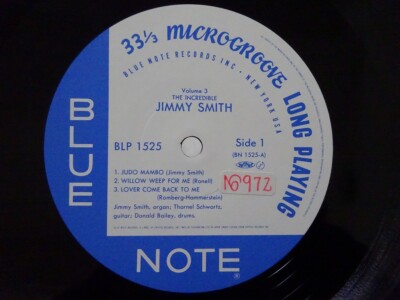 33⅓ MICROGROOVE LONG PLAYING
BLUE NOTE RECORDS INC • NEW YORK USA
BLUE
NOTE
®
Volume 3
THE INCREDIBLE
JIMMY SMITH
BLP 1525
Side 1
(BN 1525-A)
1. JUDO MAMBO (Jimmy Smith)
2. WILLOW WEEP FOR ME (Ronell)
3. LOVER COME BACK TO ME
(Romberg-Hammerstein)
Jimmy Smith, organ; Thornel Schwartz,
guitar; Donald Bailey, drums.